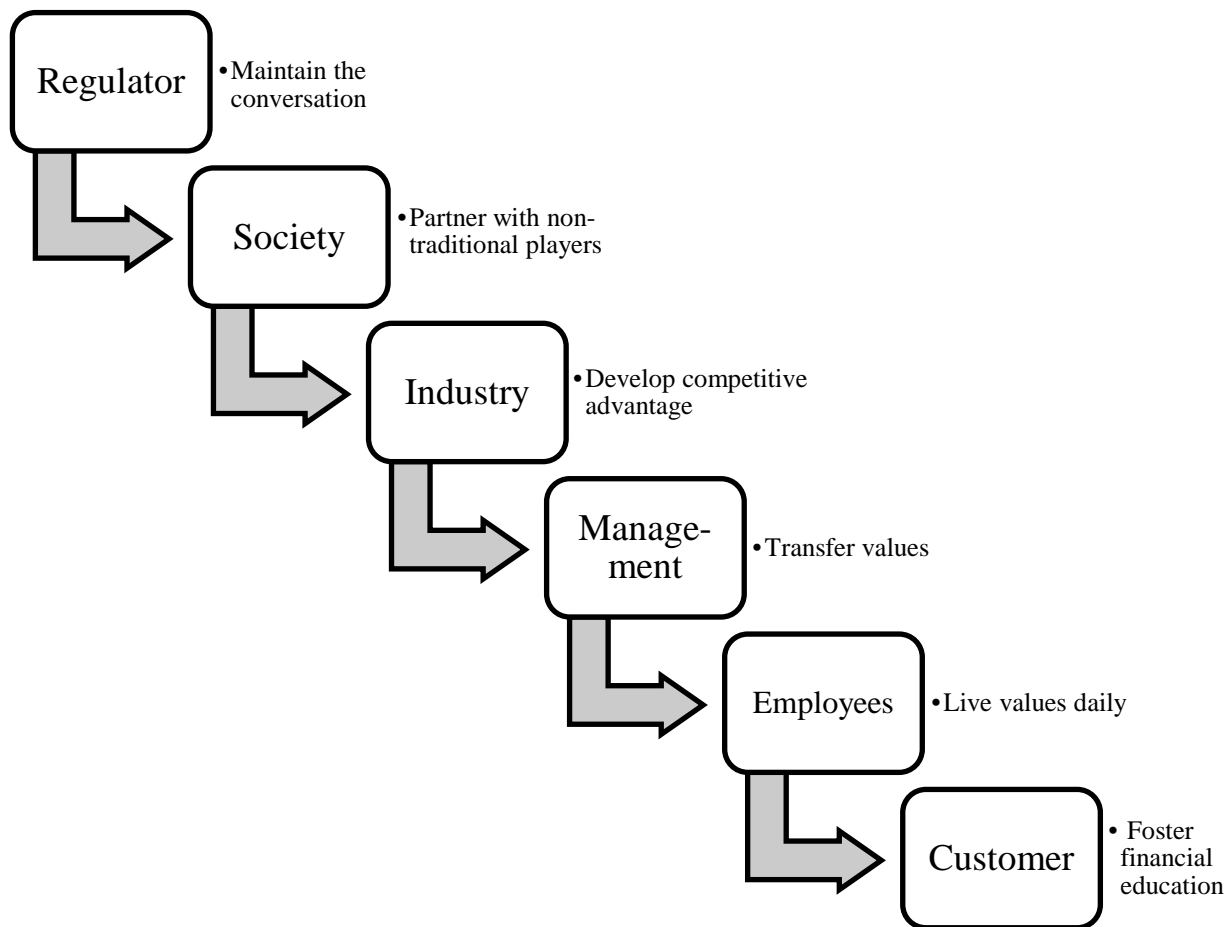 Regulator
•Maintain the
conversation
Society
•Partner with non-
traditional players
Industry
•Develop competitive
advantage
Manage-
ment
•Transfer values
Employees
•Live values daily
Customer
• Foster
financial
education